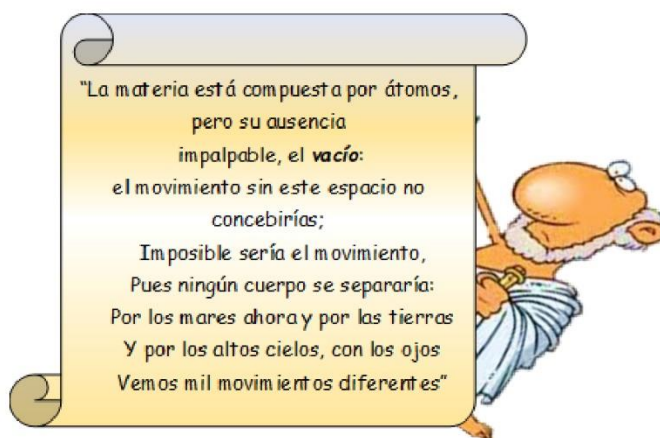 “La materia está compuesta por átomos,
pero su ausencia
impalpable, el vacío:
el movimiento sin este espacio no
concebirías;
Imposible sería el movimiento,
Pues ningún cuerpo se separaría:
Por los mares ahora y por las tierras
Y por los altos cielos, con los ojos
Vemos mil movimientos diferentes”